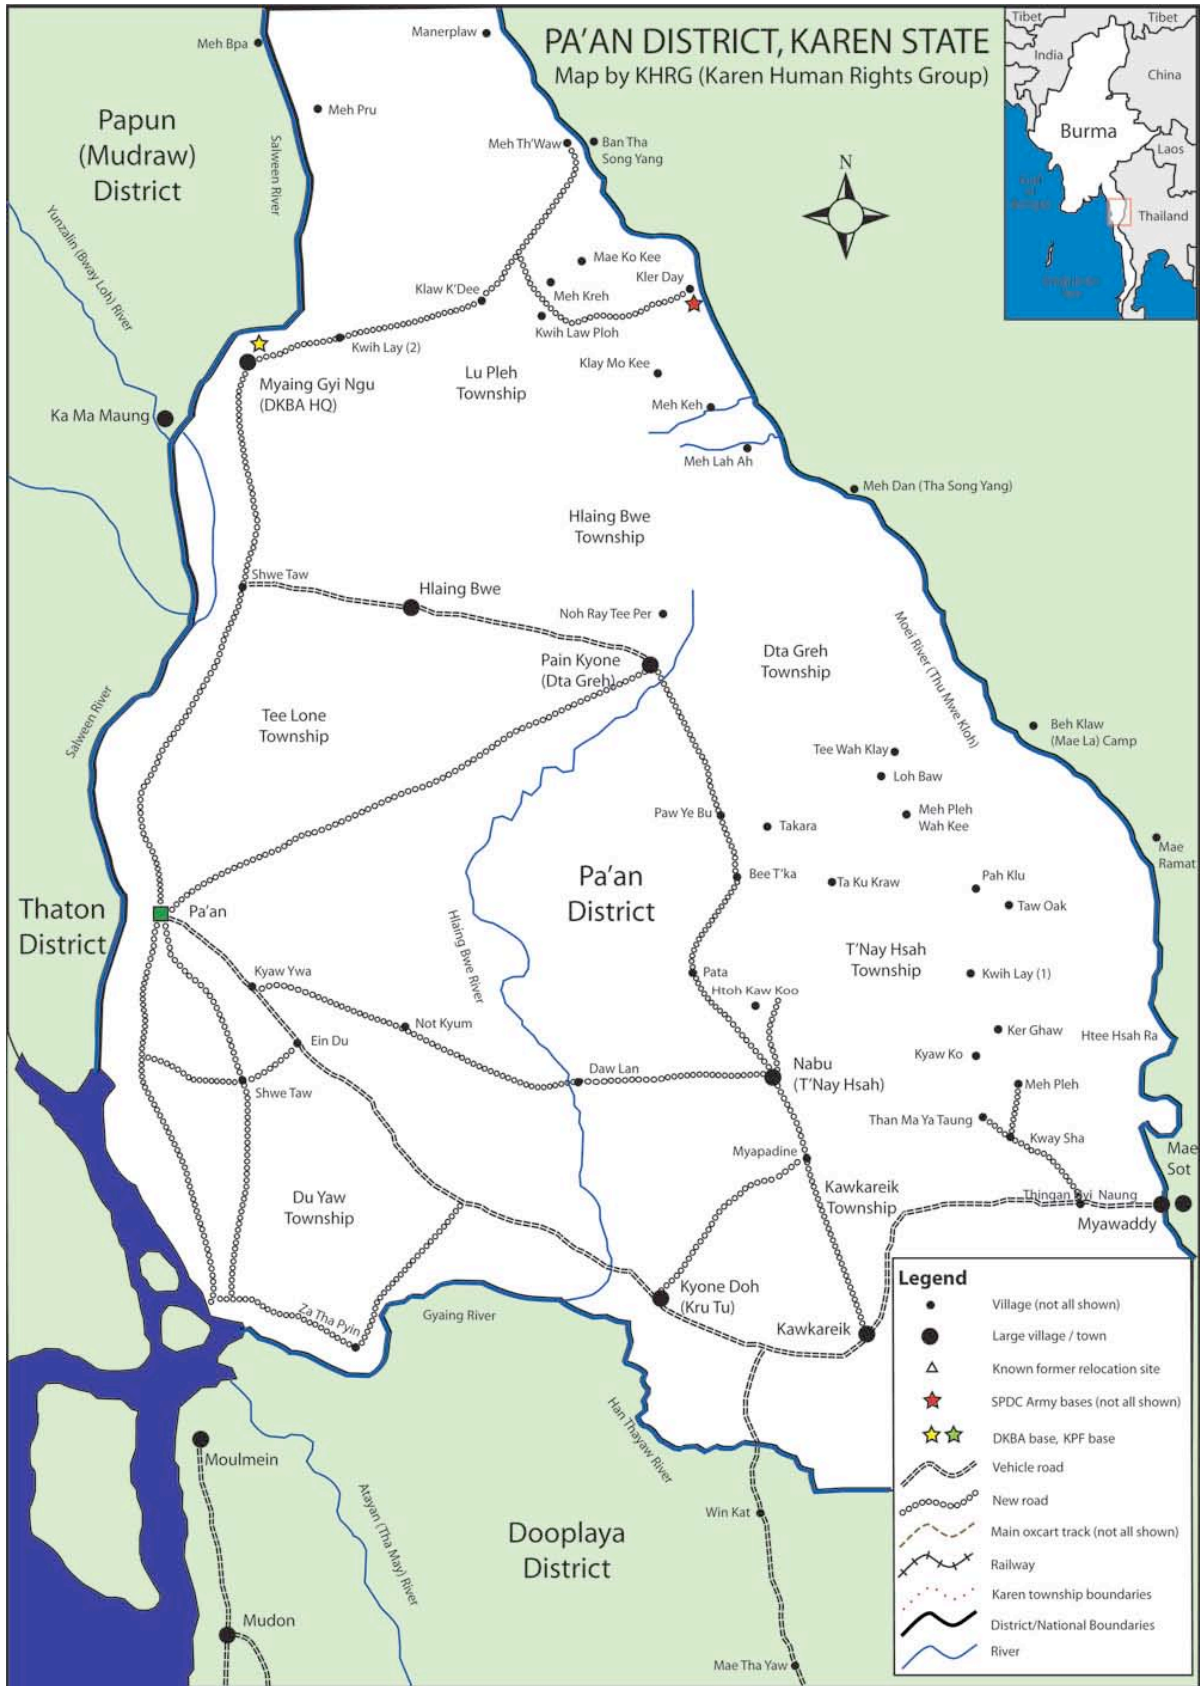 PA'AN DISTRICT, KAREN STATE
Map by KHRG (Karen Human Rights Group)
Tibet
Tibet
India
China
Burma
Laos
Thailand
N
Meh Bpa
Manerplaw
Meh Pru
Papun
(Mudraw)
District
Salween River
Meh Th'Waw
Ban Tha
Song Yang
Yunzalin (Bway Loh) River
Mae Ko Kee
Kler Day
Klaw K'Dee
Meh Kreh
Kwih Law Ploh
Kwih Lay (2)
Klay Mo Kee
Lu Pleh
Township
Myaing Gyi Ngu
(DKBA HQ)
Ka Ma Maung
Meh Keh
Meh Lah Ah
Meh Dan (Tha Song Yang)
Hlaing Bwe
Township
Shwe Taw
Hlaing Bwe
Noh Ray Tee Per
Moei River (Thu Mwe Kloh)
Pain Kyone
(Dta Greh)
Dta Greh
Township
Salween River
Tee Lone
Township
Beh Klaw
(Mae La) Camp
Tee Wah Klay
Loh Baw
Paw Ye Bu
Takara
Meh Pleh
Wah Kee
Mae
Ramat
Pa'an
District
Bee T'ka
Ta Ku Kraw
Pah Klu
Taw Oak
Thaton
District
Pa'an
Hlaing Bwe River
T'Nay Hsah
Township
Kyaw Ywa
Pata
Kwih Lay (1)
Htoh Kaw Koo
Not Kyum
Ein Du
Ker Ghaw
Htee Hsah Ra
Kyaw Ko
Daw Lan
Nabu
(T'Nay Hsah)
Shwe Taw
Meh Pleh
Than Ma Ya Taung
Kway Sha
Myapadine
Mae
Sot
Du Yaw
Township
Kawkareik
Township
Thingan Nyi Naung
Myawaddy
Kyone Doh
(Kru Tu)
Za Tha Pyin
Gyaing River
Kawkareik
Han Thayaw River
Moulmein
Atayan (Tha May) River
Win Kat
Dooplaya
District
Mudon
Mae Tha Yaw
Legend
Village (not all shown)
Large village / town
Known former relocation site
SPDC Army bases (not all shown)
DKBA base, KPF base
Vehicle road
New road
Main oxcart track (not all shown)
Railway
Karen township boundaries
District/National Boundaries
River